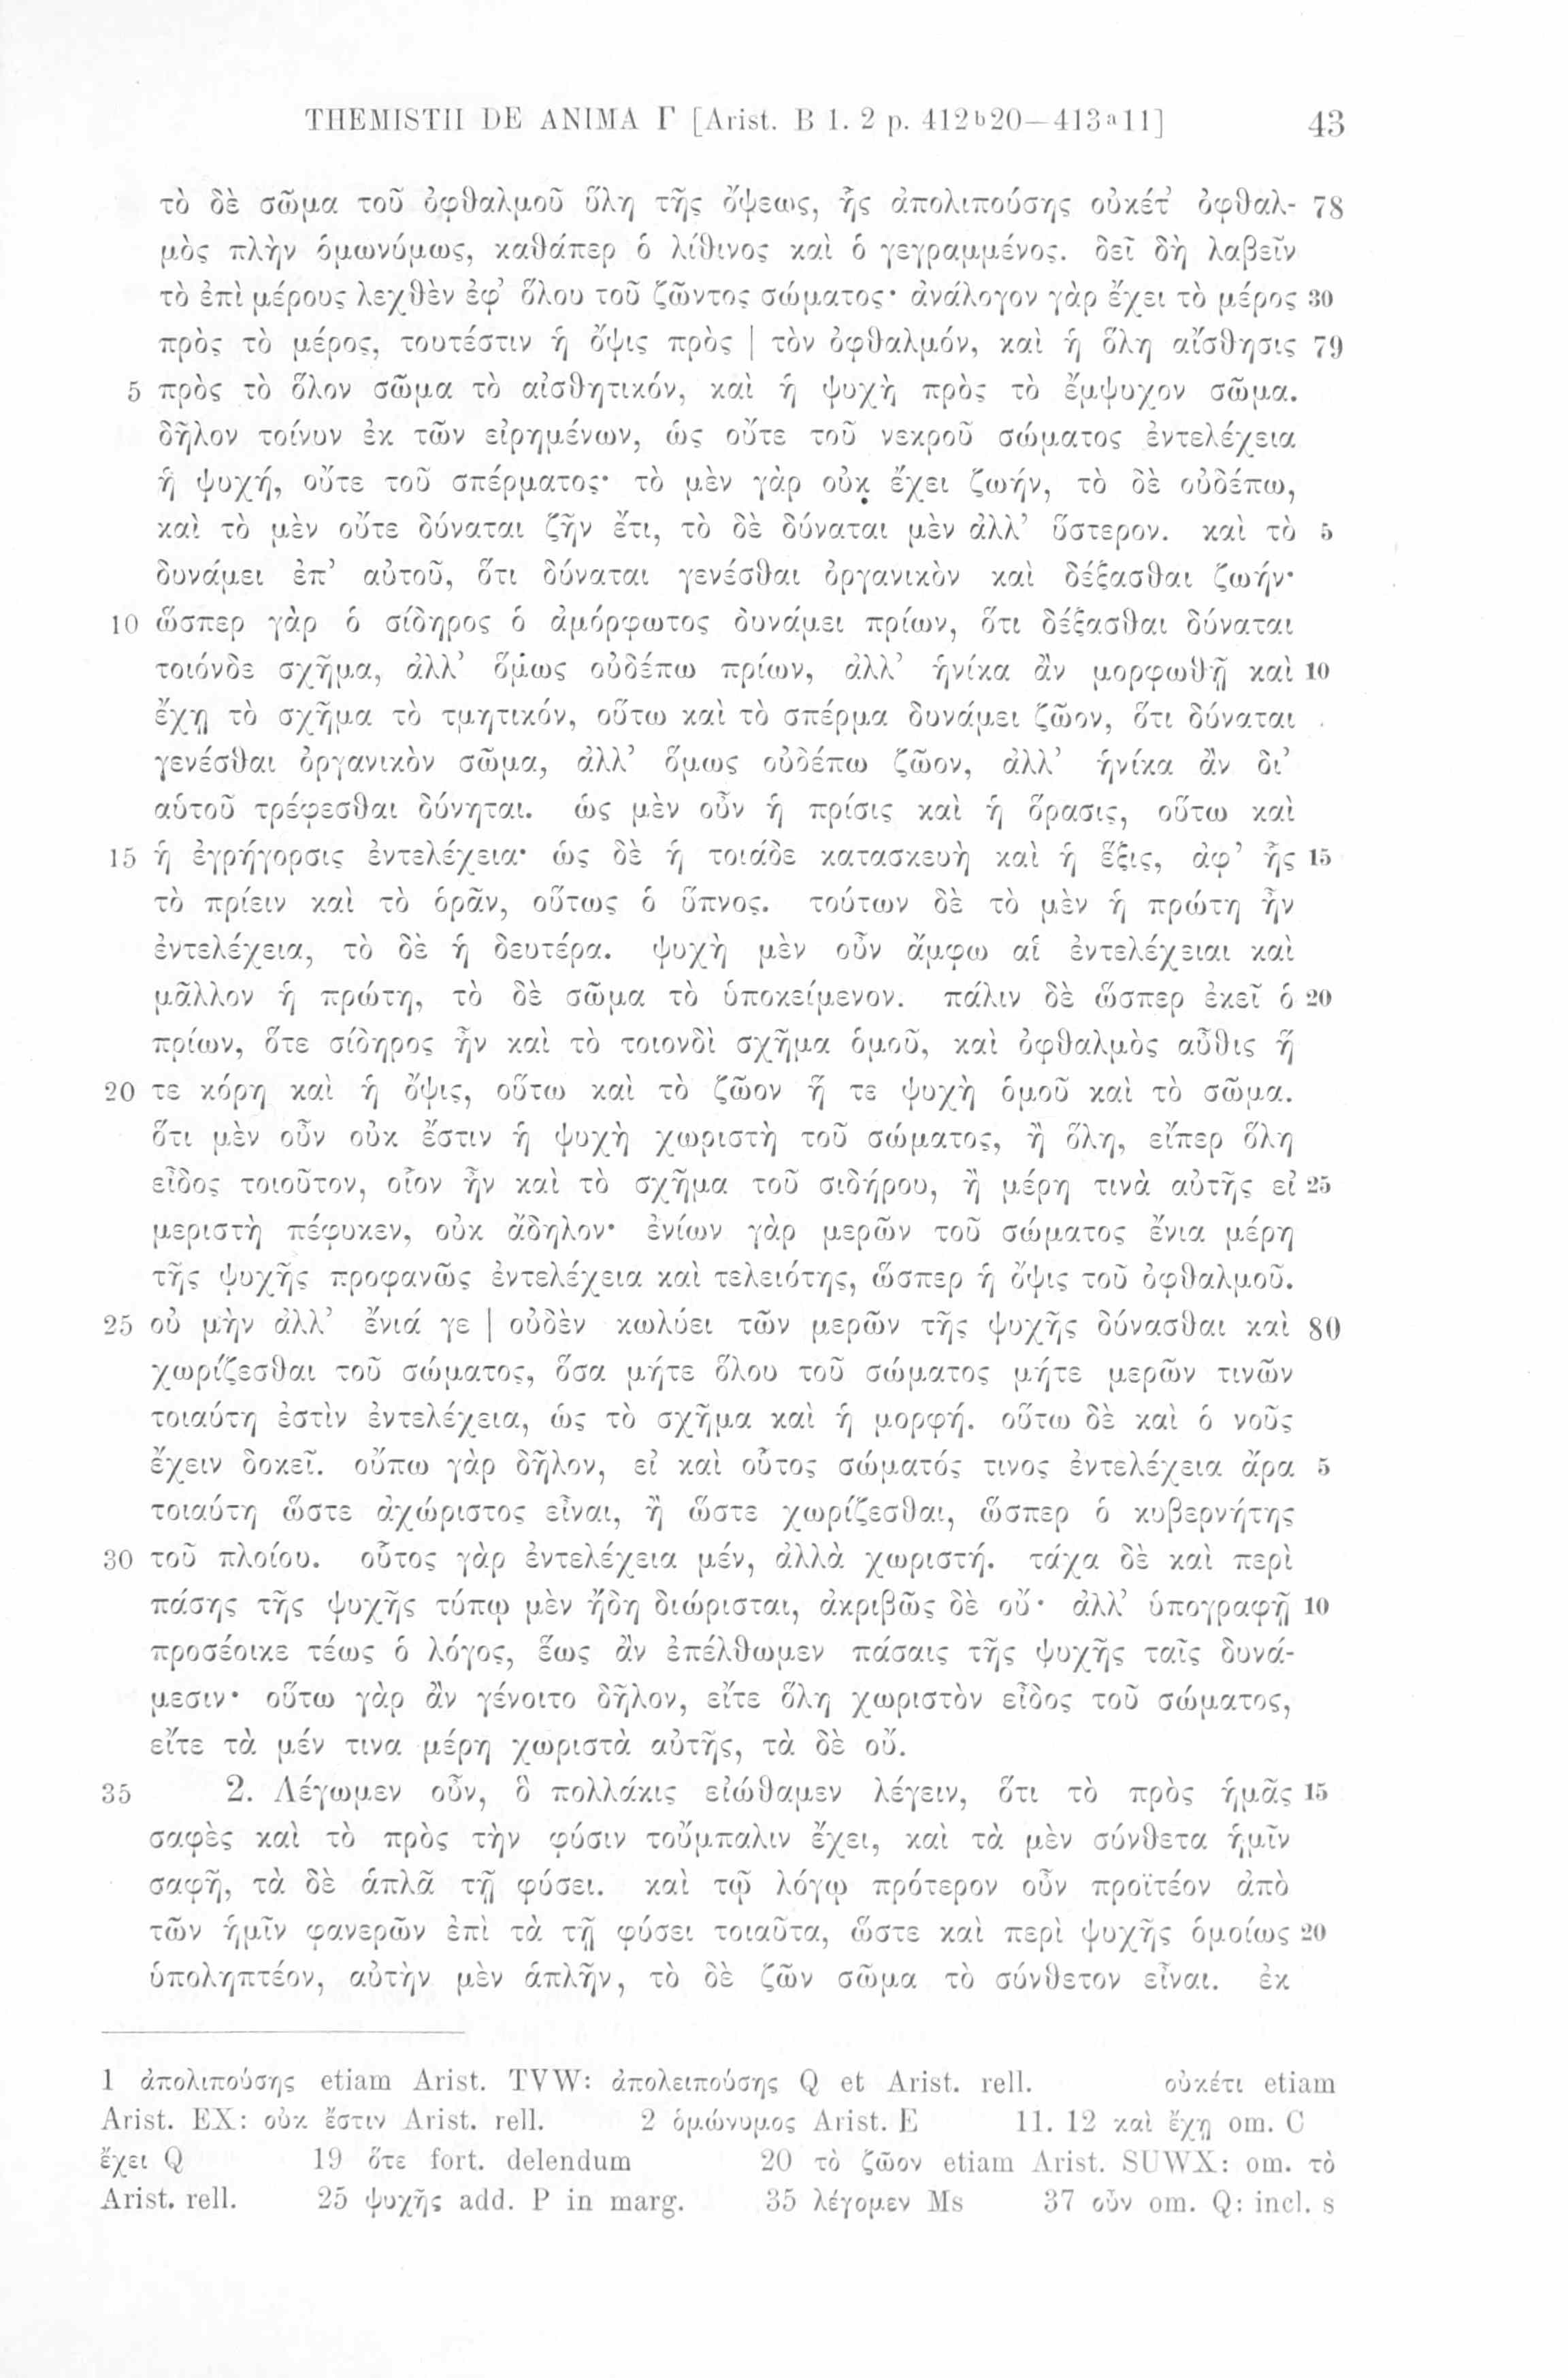 THEMISTII DE ANIMA Γ [Arist. B 1. 2 p. 412ᵇ20—413ᵃ11] 43
τὸ δὲ σῶμα τοῦ ὀφθαλμοῦ ὕλη τῆς ὄψεως, ἧς ἀπολιπούσης οὐκέτ’ ὀφθαλ- 78
μὸς πλὴν ὁμωνύμως, καθάπερ ὁ λίθινος καὶ ὁ γεγραμμένος. δεῖ δὴ λαβεῖν
τὸ ἐπὶ μέρους λεχθὲν ἐφ’ ὅλου τοῦ ζῶντος σώματος· ἀνάλογον γὰρ ἔχει τὸ μέρος 30
πρὸς τὸ μέρος, τουτέστιν ἡ ὄψις πρὸς | τὸν ὀφθαλμόν, καὶ ἡ ὅλη αἴσθησις 79
5 πρὸς τὸ ὅλον σῶμα τὸ αἰσθητικόν, καὶ ἡ ψυχὴ πρὸς τὸ ἔμψυχον σῶμα.
δῆλον τοίνυν ἐκ τῶν εἰρημένων, ὡς οὔτε τοῦ νεκροῦ σώματος ἐντελέχεια
ἡ ψυχή, οὔτε τοῦ σπέρματος· τὸ μὲν γὰρ οὐκ ἔχει ζωήν, τὸ δὲ οὐδέπω,
καὶ τὸ μὲν οὔτε δύναται ζῆν ἔτι, τὸ δὲ δύναται μὲν ἀλλ’ ὕστερον. καὶ τὸ 5
δυνάμει ἐπ’ αὐτοῦ, ὅτι δύναται γενέσθαι ὀργανικὸν καὶ δέξασθαι ζωήν·
10 ὥσπερ γὰρ ὁ σίδηρος ὁ ἀμόρφωτος δυνάμει πρίων, ὅτι δέξασθαι δύναται
τοιόνδε σχῆμα, ἀλλ’ ὅμως οὐδέπω πρίων, ἀλλ’ ἡνίκα ἂν μορφωθῇ καὶ 10
ἔχῃ τὸ σχῆμα τὸ τμητικόν, οὕτω καὶ τὸ σπέρμα δυνάμει ζῶον, ὅτι δύναται
γενέσθαι ὀργανικὸν σῶμα, ἀλλ’ ὅμως οὐδέπω ζῶον, ἀλλ’ ἡνίκα ἂν δι’
αὑτοῦ τρέφεσθαι δύνηται. ὡς μὲν οὖν ἡ πρίσις καὶ ἡ ὅρασις, οὕτω καὶ
15 ἡ ἐγρήγορσις ἐντελέχεια· ὡς δὲ ἡ τοιάδε κατασκευὴ καὶ ἡ ἕξις, ἀφ’ ἧς 15
τὸ πρίειν καὶ τὸ ὁρᾶν, οὕτως ὁ ὕπνος. τούτων δὲ τὸ μὲν ἡ πρώτη ἦν
ἐντελέχεια, τὸ δὲ ἡ δευτέρα. ψυχὴ μὲν οὖν ἄμφω αἱ ἐντελέχειαι καὶ
μᾶλλον ἡ πρώτη, τὸ δὲ σῶμα τὸ ὑποκείμενον. πάλιν δὲ ὥσπερ ἐκεῖ ὁ 20
πρίων, ὅτε σίδηρος ἦν καὶ τὸ τοιονδὶ σχῆμα ὁμοῦ, καὶ ὀφθαλμὸς αὖθις ἥ
20 τε κόρη καὶ ἡ ὄψις, οὕτω καὶ τὸ ζῶον ἥ τε ψυχὴ ὁμοῦ καὶ τὸ σῶμα.
ὅτι μὲν οὖν οὐκ ἔστιν ἡ ψυχὴ χωριστὴ τοῦ σώματος, ἢ ὅλη, εἴπερ ὅλη
εἶδος τοιοῦτον, οἷον ἦν καὶ τὸ σχῆμα τοῦ σιδήρου, ἢ μέρη τινὰ αὐτῆς εἰ 25
μεριστὴ πέφυκεν, οὐκ ἄδηλον· ἐνίων γὰρ μερῶν τοῦ σώματος ἔνια μέρη
τῆς ψυχῆς προφανῶς ἐντελέχεια καὶ τελειότης, ὥσπερ ἡ ὄψις τοῦ ὀφθαλμοῦ.
25 οὐ μὴν ἀλλ’ ἔνιά γε | οὐδὲν κωλύει τῶν μερῶν τῆς ψυχῆς δύνασθαι καὶ 80
χωρίζεσθαι τοῦ σώματος, ὅσα μήτε ὅλου τοῦ σώματος μήτε μερῶν τινῶν
τοιαύτη ἐστὶν ἐντελέχεια, ὡς τὸ σχῆμα καὶ ἡ μορφή. οὕτω δὲ καὶ ὁ νοῦς
ἔχειν δοκεῖ. οὔπω γὰρ δῆλον, εἰ καὶ οὗτος σώματός τινος ἐντελέχεια ἄρα 5
τοιαύτη ὥστε ἀχώριστος εἶναι, ἢ ὥστε χωρίζεσθαι, ὥσπερ ὁ κυβερνήτης
30 τοῦ πλοίου. οὗτος γὰρ ἐντελέχεια μέν, ἀλλὰ χωριστή. τάχα δὲ καὶ περὶ
πάσης τῆς ψυχῆς τύπῳ μὲν ἤδη διώρισται, ἀκριβῶς δὲ οὔ· ἀλλ’ ὑπογραφῇ 10
προσέοικε τέως ὁ λόγος, ἕως ἂν ἐπέλθωμεν πάσαις τῆς ψυχῆς ταῖς δυνά-
μεσιν· οὕτω γὰρ ἂν γένοιτο δῆλον, εἴτε ὅλη χωριστὸν εἶδος τοῦ σώματος,
εἴτε τὰ μέν τινα μέρη χωριστὰ αὐτῆς, τὰ δὲ οὔ.
35 2. Λέγωμεν οὖν, ὃ πολλάκις εἰώθαμεν λέγειν, ὅτι τὸ πρὸς ἡμᾶς 15
σαφὲς καὶ τὸ πρὸς τὴν φύσιν τοὔμπαλιν ἔχει, καὶ τὰ μὲν σύνθετα ἡμῖν
σαφῆ, τὰ δὲ ἁπλᾶ τῇ φύσει. καὶ τῷ λόγῳ πρότερον οὖν προϊτέον ἀπὸ
τῶν ἡμῖν φανερῶν ἐπὶ τὰ τῇ φύσει τοιαῦτα, ὥστε καὶ περὶ ψυχῆς ὁμοίως 20
ὑποληπτέον, αὐτὴν μὲν ἁπλῆν, τὸ δὲ ζῶν σῶμα τὸ σύνθετον εἶναι. ἐκ
1 ἀπολιπούσης etiam Arist. TVW: ἀπολειπούσης Q et Arist. rell. οὐκέτι etiam
Arist. EX: οὐκ ἔστιν Arist. rell. 2 ὁμώνυμος Arist. E 11. 12 καὶ ἔχῃ om. C
ἔχει Q 19 ὅτε fort. delendum 20 τὸ ζῶον etiam Arist. SUWX: om. τὸ
Arist. rell. 25 ψυχῆς add. P in marg. 35 λέγομεν Ms 37 οὖν om. Q: incl. s